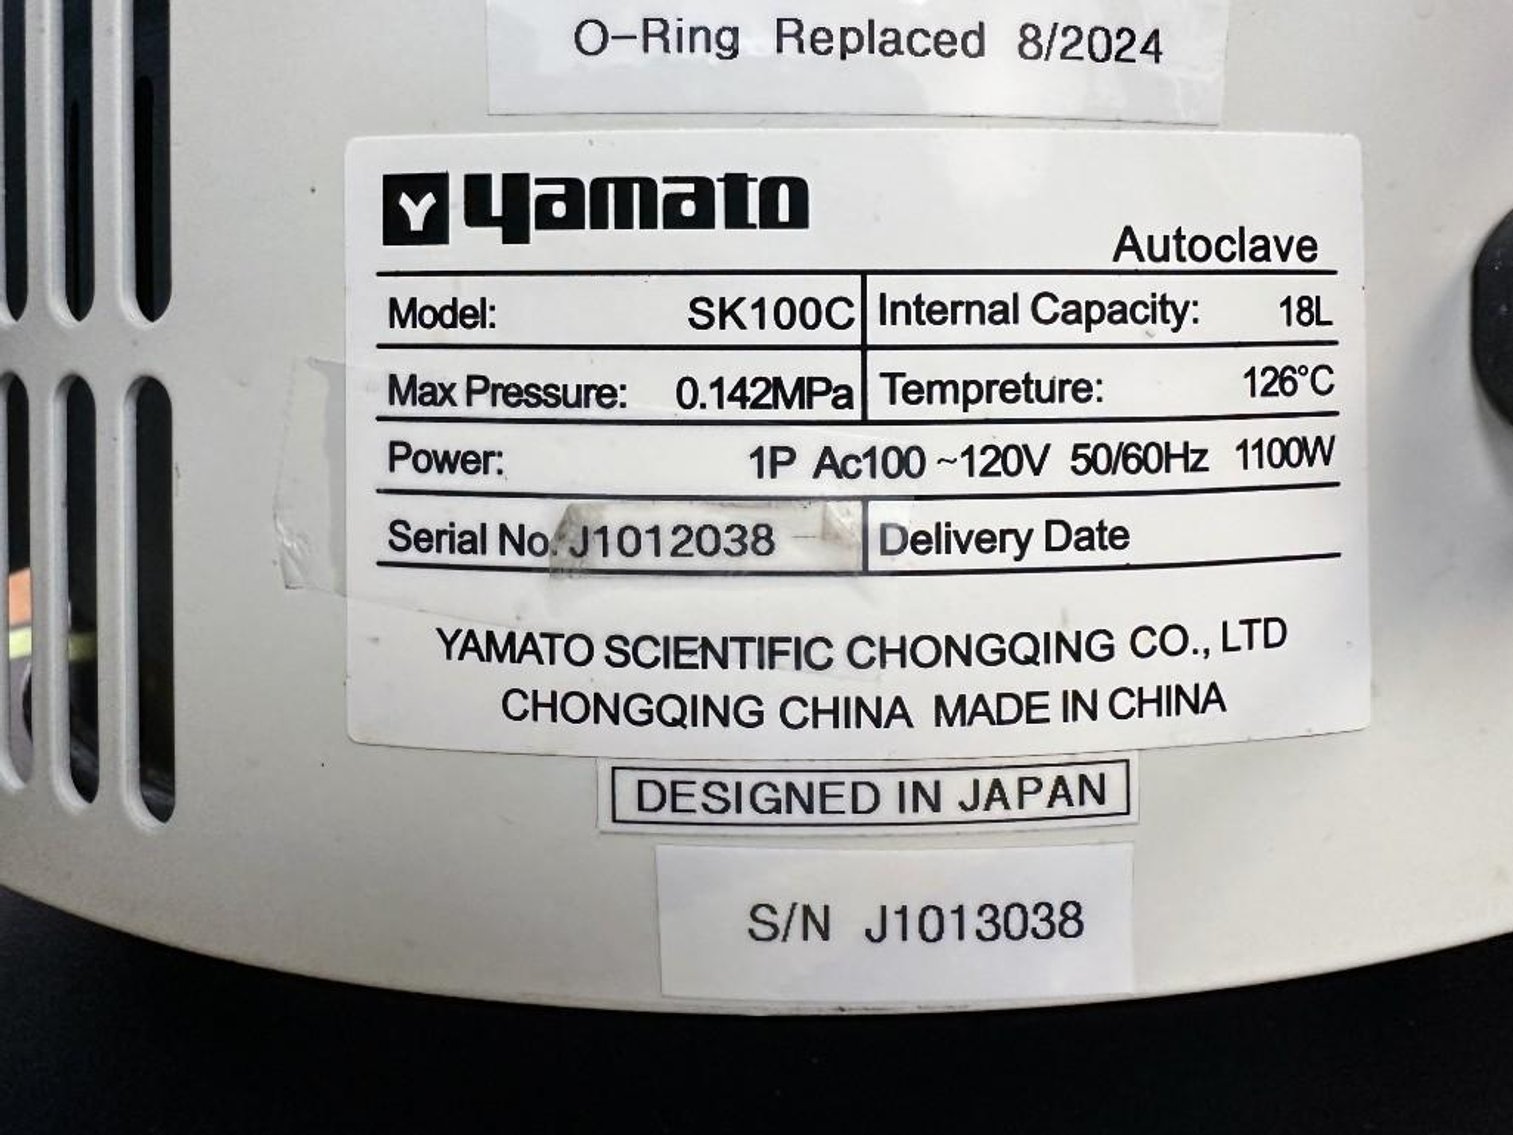 O-Ring Replaced 8/2024
yamato
Autoclave
Model: SK100C Internal Capacity: 18L
Max Pressure: 0.142MPa Tempreture: 126°C
Power: 1P Ac100 ~120V 50/60Hz 1100W
Serial No. J1012038 Delivery Date
YAMATO SCIENTIFIC CHONGQING CO., LTD
CHONGQING CHINA MADE IN CHINA
DESIGNED IN JAPAN
S/N J1013038